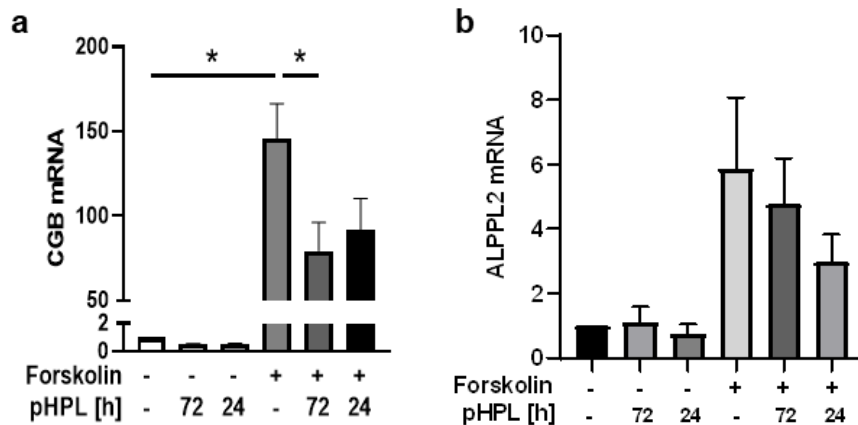 a
b
200
150
100
50
2
0
CGB mRNA
* *
Forskolin - - - + + +
pHPL [h] - 72 24 - 72 24
10
8
6
4
2
0
ALPPL2 mRNA
Forskolin - - - + + +
pHPL [h] - 72 24 - 72 24